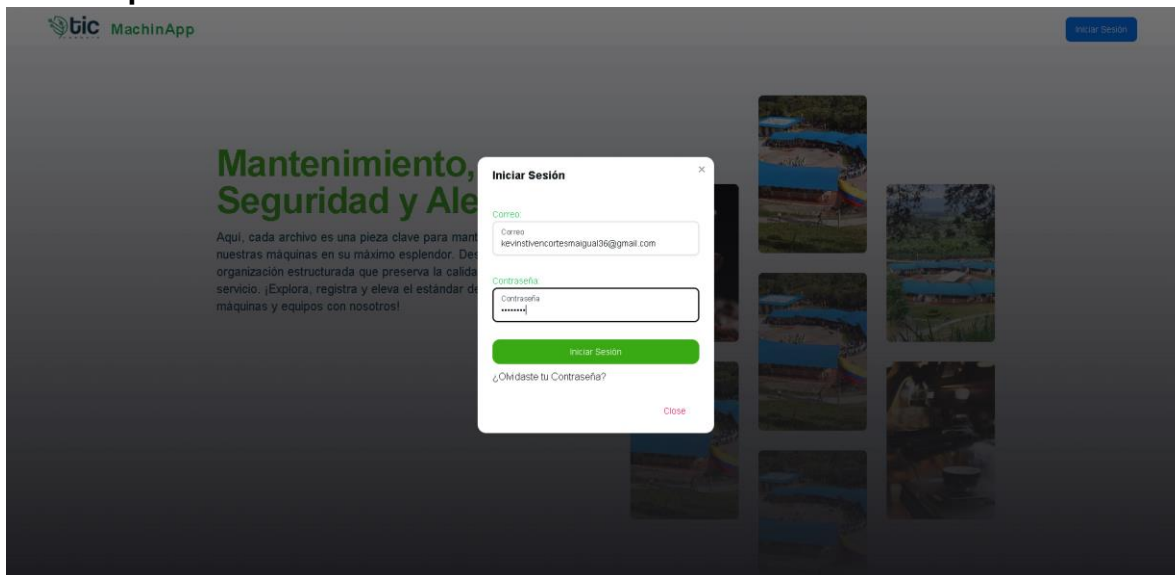 tic MachinApp
Iniciar Sesión
Mantenimiento,
Seguridad y Ale
Aquí, cada archivo es una pieza clave para mant
nuestras máquinas en su máximo esplendor. Des
organización estructurada que preserva la calida
servicio. ¡Explora, registra y eleva el estándar de
máquinas y equipos con nosotros!
Iniciar Sesión
×
Correo:
Correo
kevinstivencortesmaigual36@gmail.com
Contraseña:
Contraseña
••••••••
Iniciar Sesión
¿Olvidaste tu Contraseña?
Close